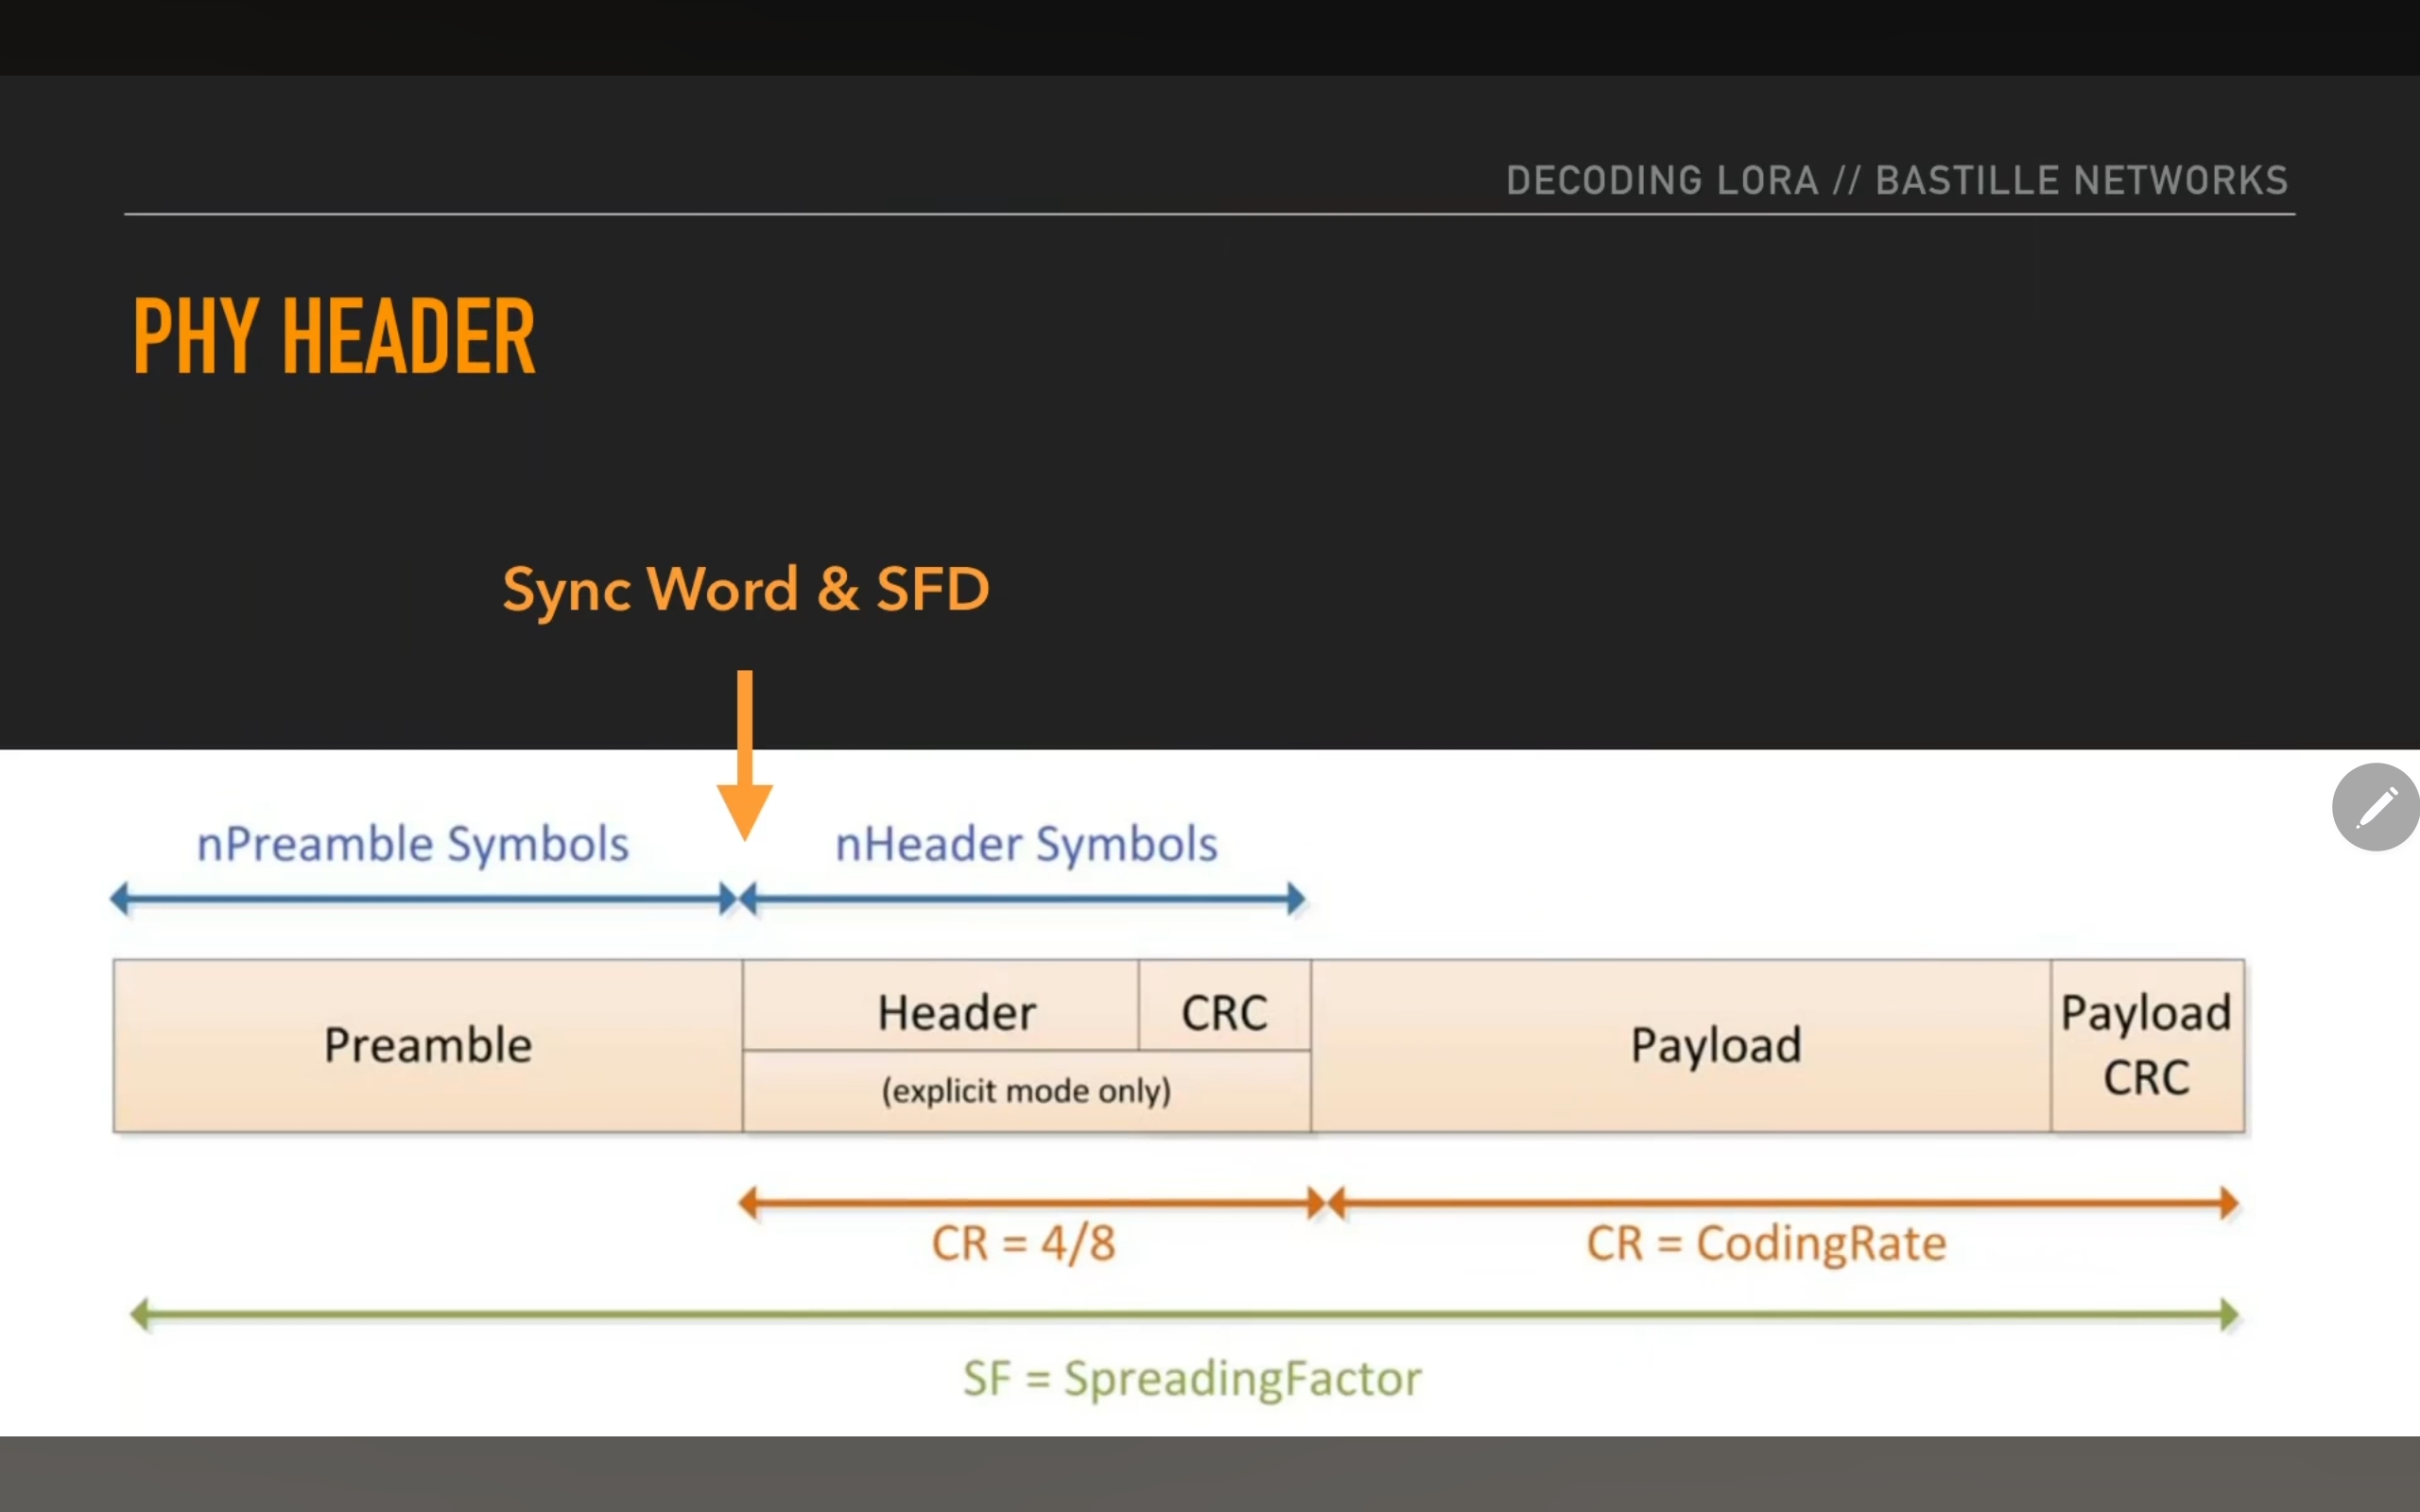 DECODING LORA // BASTILLE NETWORKS
PHY HEADER
Sync Word & SFD
nPreamble Symbols
nHeader Symbols
Preamble
Header
CRC
(explicit mode only)
Payload
Payload
CRC
CR = 4/8
CR = CodingRate
SF = SpreadingFactor